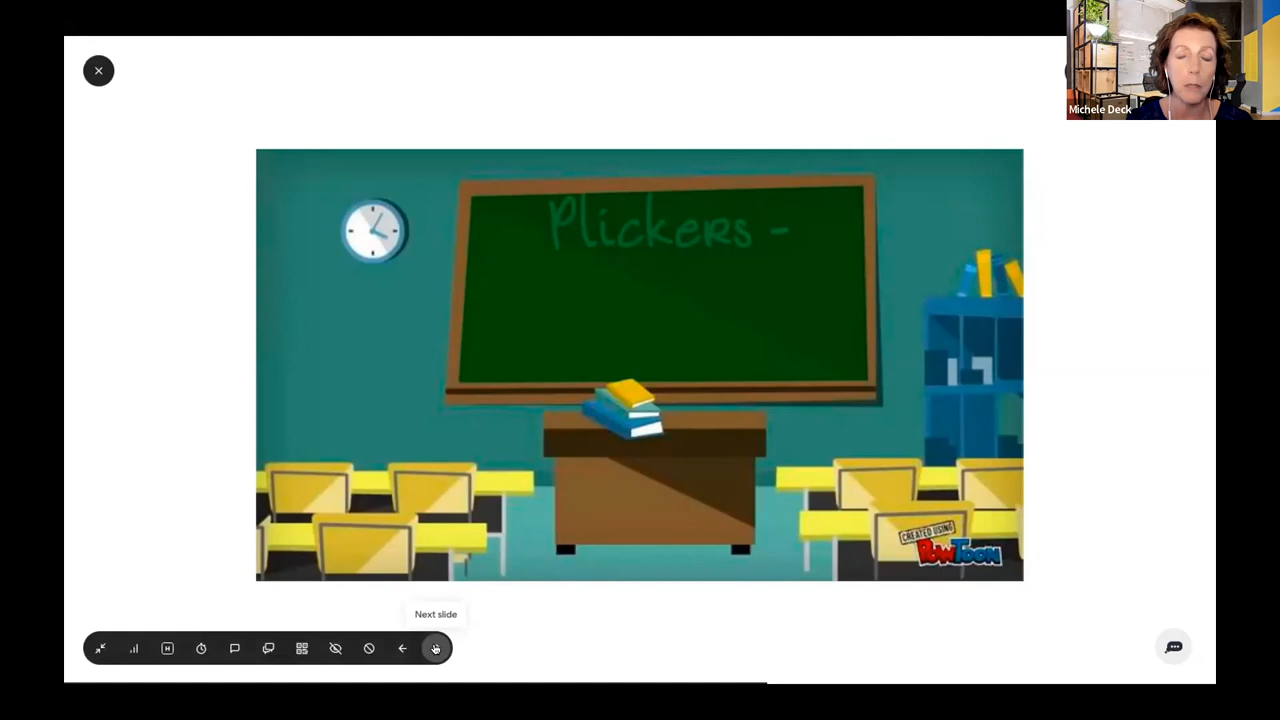 Michele Deck
Plickers -
CREATED USING
POWTOON
Next slide
H